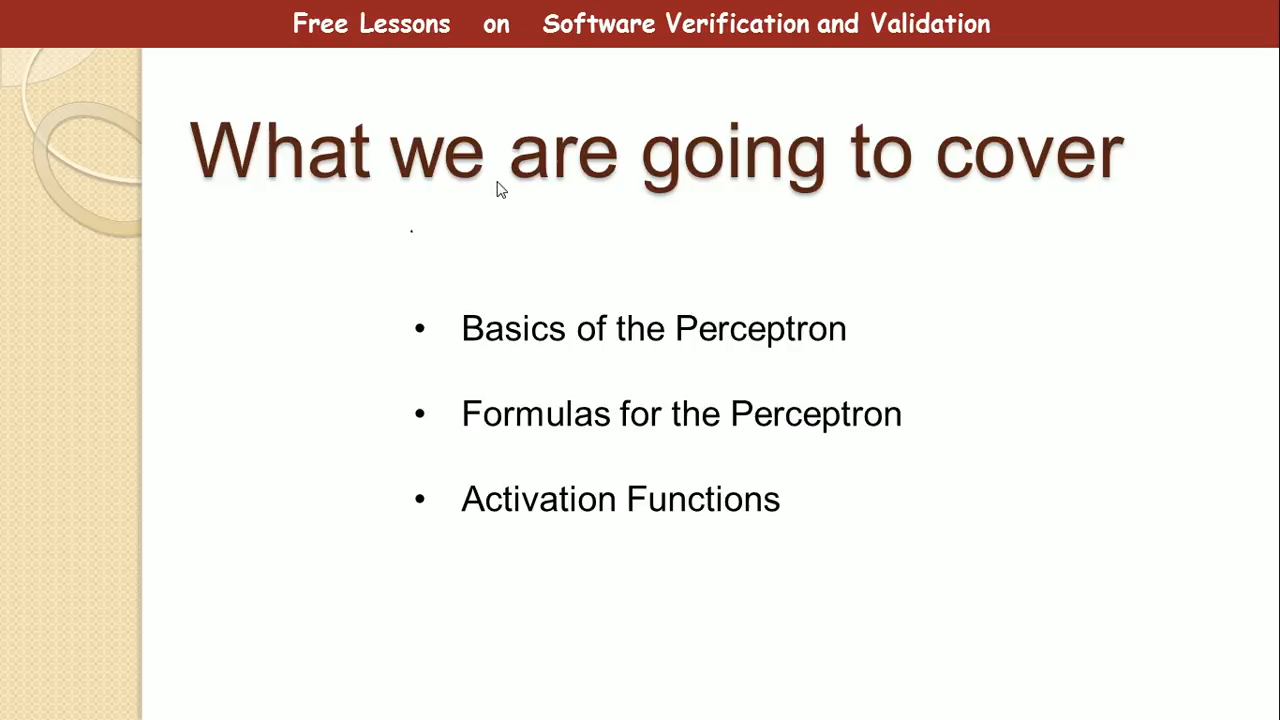 Free Lessons on Software Verification and Validation
What we are going to cover
.
• Basics of the Perceptron
• Formulas for the Perceptron
• Activation Functions